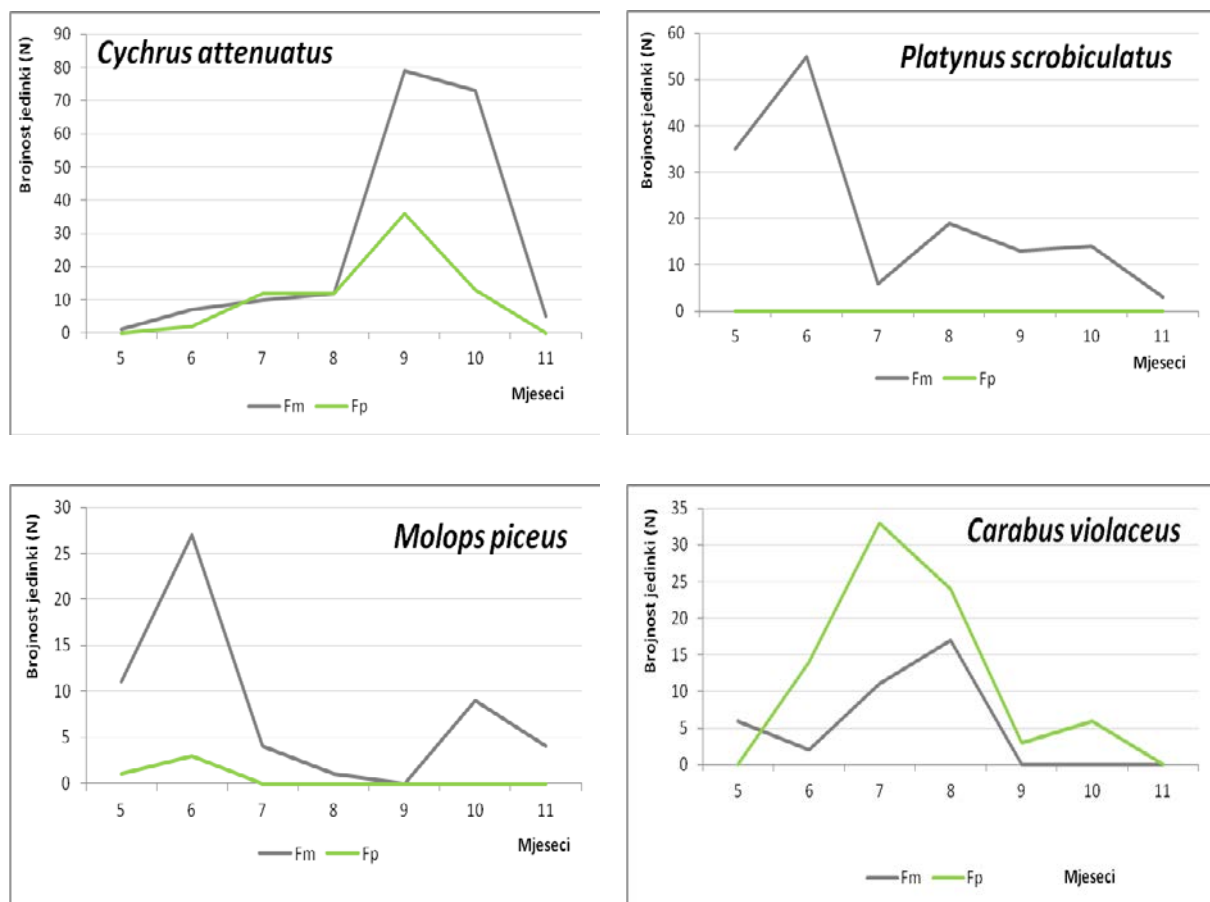 Cychrus attenuatus
Brojnost jedinki (N)
90
80
70
60
50
40
30
20
10
0
5 6 7 8 9 10 11
Mjeseci
Fm Fp
Platynus scrobiculatus
Brojnost jedinki (N)
60
50
40
30
20
10
0
5 6 7 8 9 10 11
Mjeseci
Fm Fp
Molops piceus
Brojnost jedinki (N)
30
25
20
15
10
5
0
5 6 7 8 9 10 11
Mjeseci
Fm Fp
Carabus violaceus
Brojnost jedinki (N)
35
30
25
20
15
10
5
0
5 6 7 8 9 10 11
Fm Fp Mjeseci